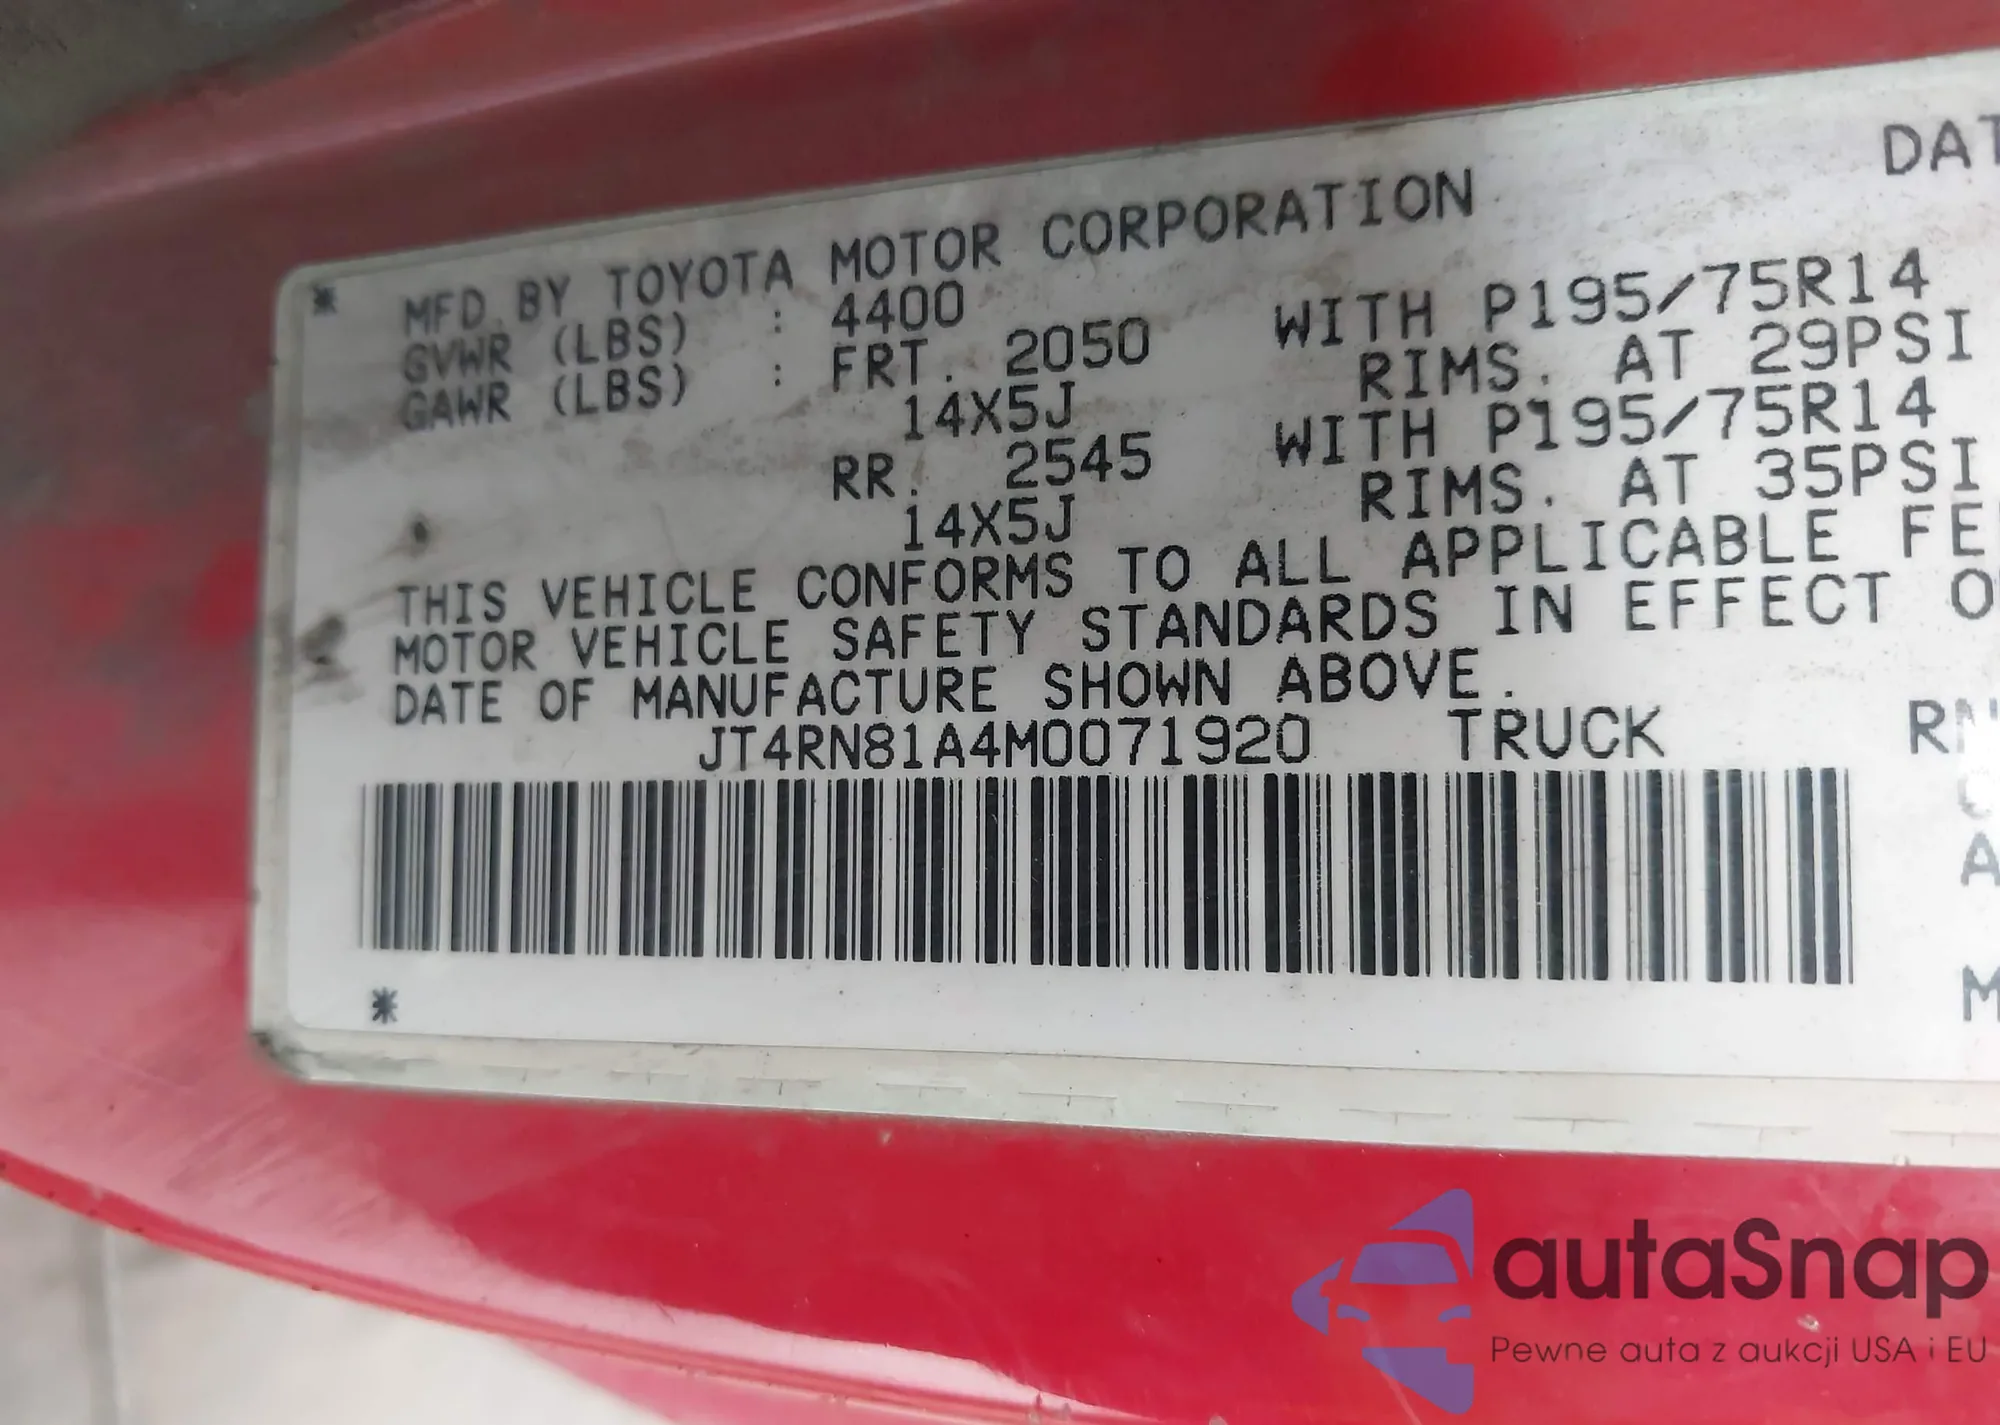 DAT
* MFD. BY TOYOTA MOTOR CORPORATION
GVWR (LBS) : 4400 WITH P195/75R14
GAWR (LBS) : FRT. 2050 RIMS. AT 29PSI
14X5J WITH P195/75R14
RR. 2545 RIMS. AT 35PSI
14X5J
THIS VEHICLE CONFORMS TO ALL APPLICABLE FE
MOTOR VEHICLE SAFETY STANDARDS IN EFFECT O
DATE OF MANUFACTURE SHOWN ABOVE.
JT4RN81A4M0071920 TRUCK RN
C
A
M
*
autaSnap
Pewne auta z aukcji USA i EU